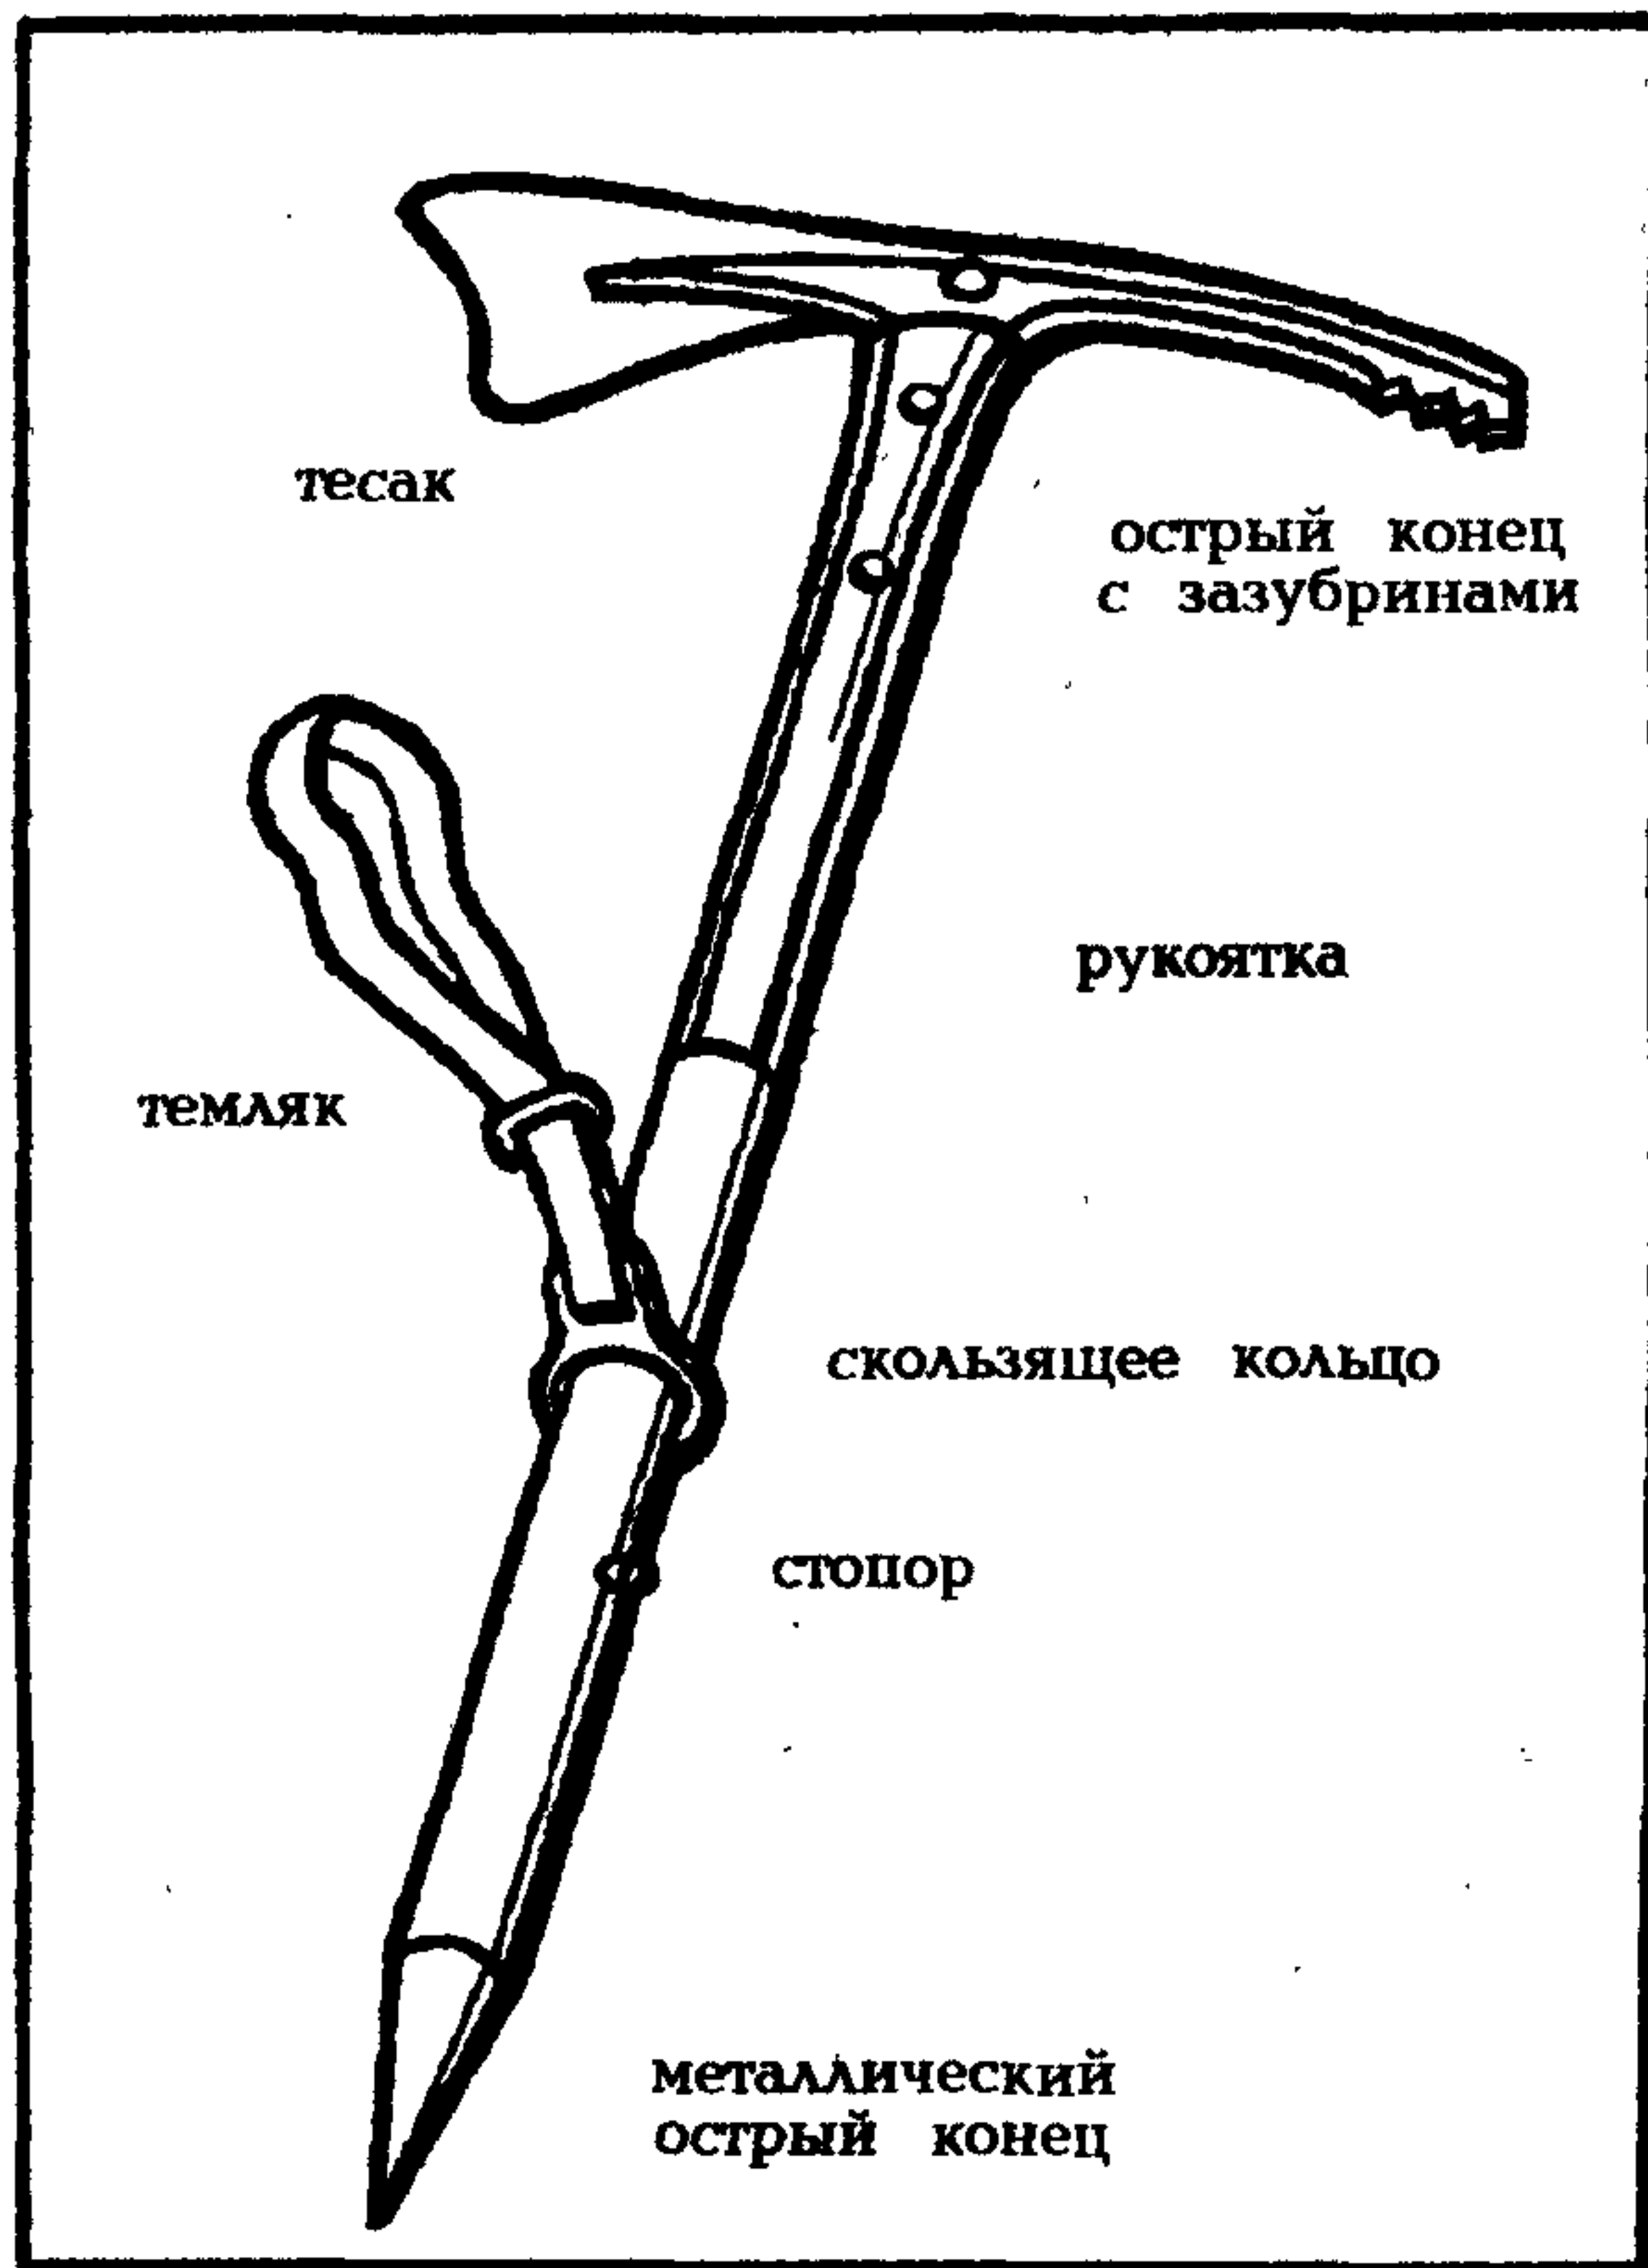 тесак
острый конец
с зазубринами
рукоятка
темляк
скользящее кольцо
стопор
металлический
острый конец